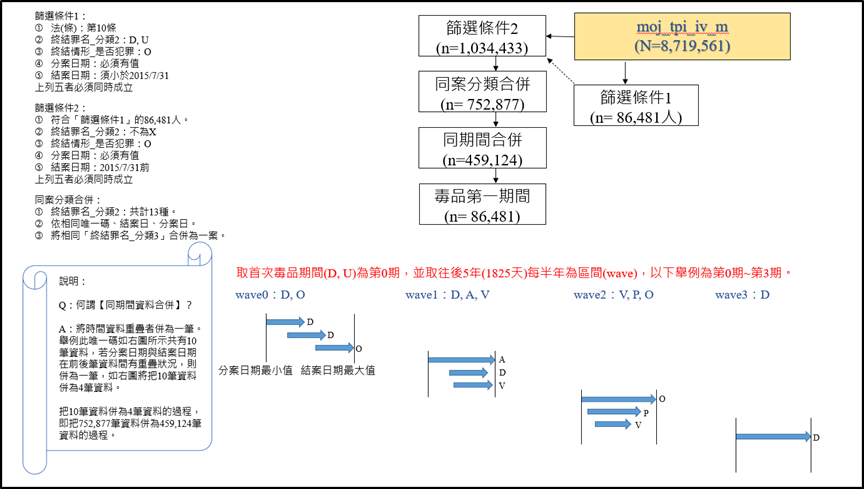 篩選條件1：
① 法(條)：第10條
② 終結罪名_分類2：D, U
③ 終結情形_是否犯罪：O
④ 分案日期：必須有值
⑤ 結案日期：須小於2015/7/31
上列五者必須同時成立
篩選條件2：
① 符合「篩選條件1」的86,481人。
② 終結罪名_分類2：不為X
③ 終結情形_是否犯罪：O
④ 分案日期：必須有值
⑤ 結案日期：2015/7/31前
上列五者必須同時成立
同案分類合併：
① 終結罪名_分類2：共計13種。
② 依相同唯一碼、結案日、分案日。
③ 將相同「終結罪名_分類3」合併為一案。
篩選條件2
(n=1,034,433)
moj_tpi_iv_m
(N=8,719,561)
同案分類合併
(n= 752,877)
篩選條件1
(n= 86,481人)
同期間合併
(n=459,124)
毒品第一期間
(n= 86,481)
說明：
Q：何謂【同期間資料合併】？
A：將時間資料重疊者併為一筆。
舉例此唯一碼如右圖所示共有10
筆資料，若分案日期與結案日期
在前後筆資料間有重疊狀況，則
併為一筆，如右圖將把10筆資料
併為4筆資料。
把10筆資料併為4筆資料的過程，
即把752,877筆資料併為459,124筆
資料的過程。
取首次毒品期間(D, U)為第0期，並取往後5年(1825天)每半年為區間(wave)，以下舉例為第0期~第3期。
wave0：D, O
D
D
O
分案日期最小值 結案日期最大值
wave1：D, A, V
A
D
V
wave2：V, P, O
O
P
V
wave3：D
D